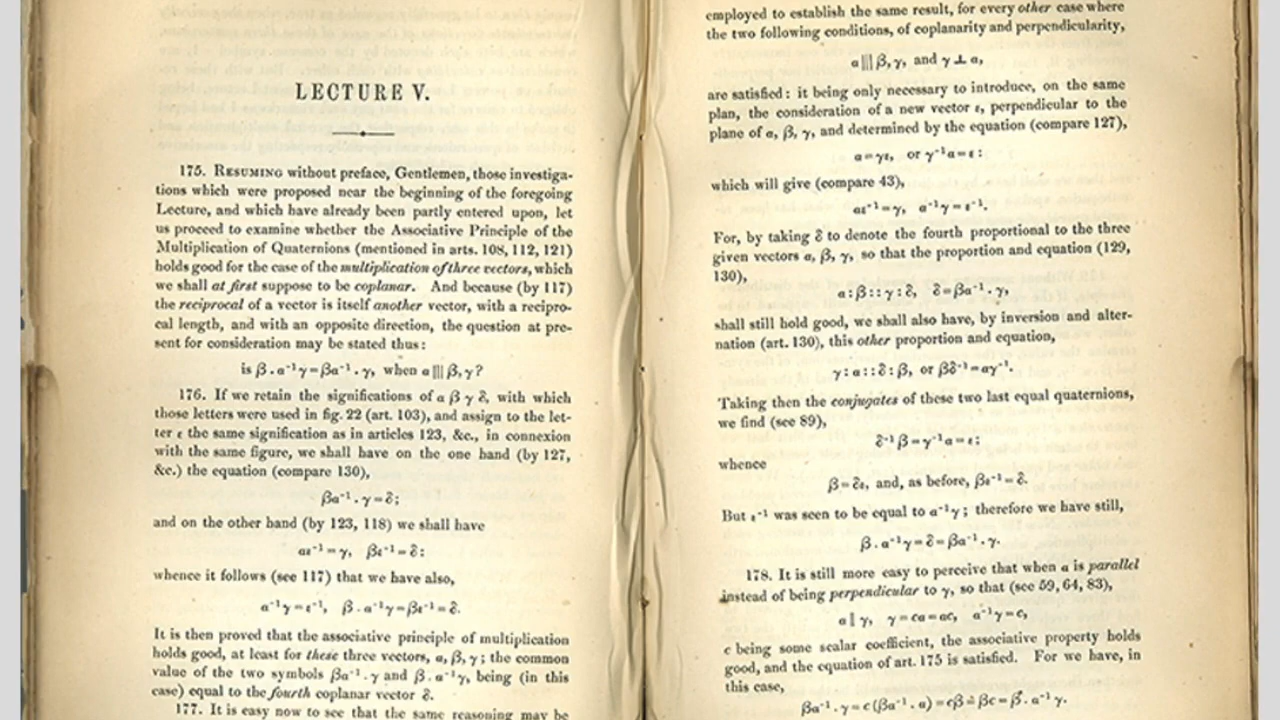 LECTURE V.
175. RESUMING without preface, Gentlemen, those investiga-
tions which were proposed near the beginning of the foregoing
Lecture, and which have already been partly entered upon, let
us proceed to examine whether the Associative Principle of the
Multiplication of Quaternions (mentioned in arts. 108, 112, 121)
holds good for the case of the multiplication of three vectors, which
we shall at first suppose to be coplanar. And because (by 117)
the reciprocal of a vector is itself another vector, with a recipro-
cal length, and with an opposite direction, the question at pre-
sent for consideration may be stated thus:
is β . α⁻¹γ = βα⁻¹ . γ, when α ||| β, γ?
176. If we retain the significations of α β γ δ, with which
those letters were used in fig. 22 (art. 103), and assign to the let-
ter ε the same signification as in articles 123, &c., in connexion
with the same figure, we shall have on the one hand (by 127,
&c.) the equation (compare 130),
βα⁻¹ . γ = δ;
and on the other hand (by 123, 118) we shall have
αε⁻¹ = γ, βε⁻¹ = δ:
whence it follows (see 117) that we have also,
α⁻¹γ = ε⁻¹, β . α⁻¹γ = βε⁻¹ = δ.
It is then proved that the associative principle of multiplication
holds good, at least for these three vectors, α, β, γ; the common
value of the two symbols βα⁻¹ . γ and β . α⁻¹γ, being (in this
case) equal to the fourth coplanar vector δ.
177. It is easy now to see that the same reasoning may be
employed to establish the same result, for every other case where
the two following conditions, of coplanarity and perpendicularity,
α ||| β, γ, and γ ⊥ α,
are satisfied: it being only necessary to introduce, on the same
plan, the consideration of a new vector ε, perpendicular to the
plane of α, β, γ, and determined by the equation (compare 127),
α = γε, or γ⁻¹α = ε:
which will give (compare 43),
αε⁻¹ = γ, α⁻¹γ = ε⁻¹.
For, by taking δ to denote the fourth proportional to the three
given vectors α, β, γ, so that the proportion and equation (129,
130),
α : β :: γ : δ, δ = βα⁻¹ . γ,
shall still hold good, we shall also have, by inversion and alter-
nation (art. 130), this other proportion and equation,
γ : α :: δ : β, or βδ⁻¹ = αγ⁻¹.
Taking then the conjugates of these two last equal quaternions,
we find (see 89),
δ⁻¹β = γ⁻¹α = ε;
whence
β = δε, and, as before, βε⁻¹ = δ.
But ε⁻¹ was seen to be equal to α⁻¹γ; therefore we have still,
β . α⁻¹γ = δ = βα⁻¹ . γ.
178. It is still more easy to perceive that when α is parallel
instead of being perpendicular to γ, so that (see 59, 64, 83),
α || γ, γ = cα = αc, α⁻¹γ = c,
c being some scalar coefficient, the associative property holds
good, and the equation of art. 175 is satisfied. For we have, in
this case,
βα⁻¹ . γ = c (βα⁻¹ . α) = cβ = βc = β . α⁻¹ γ.